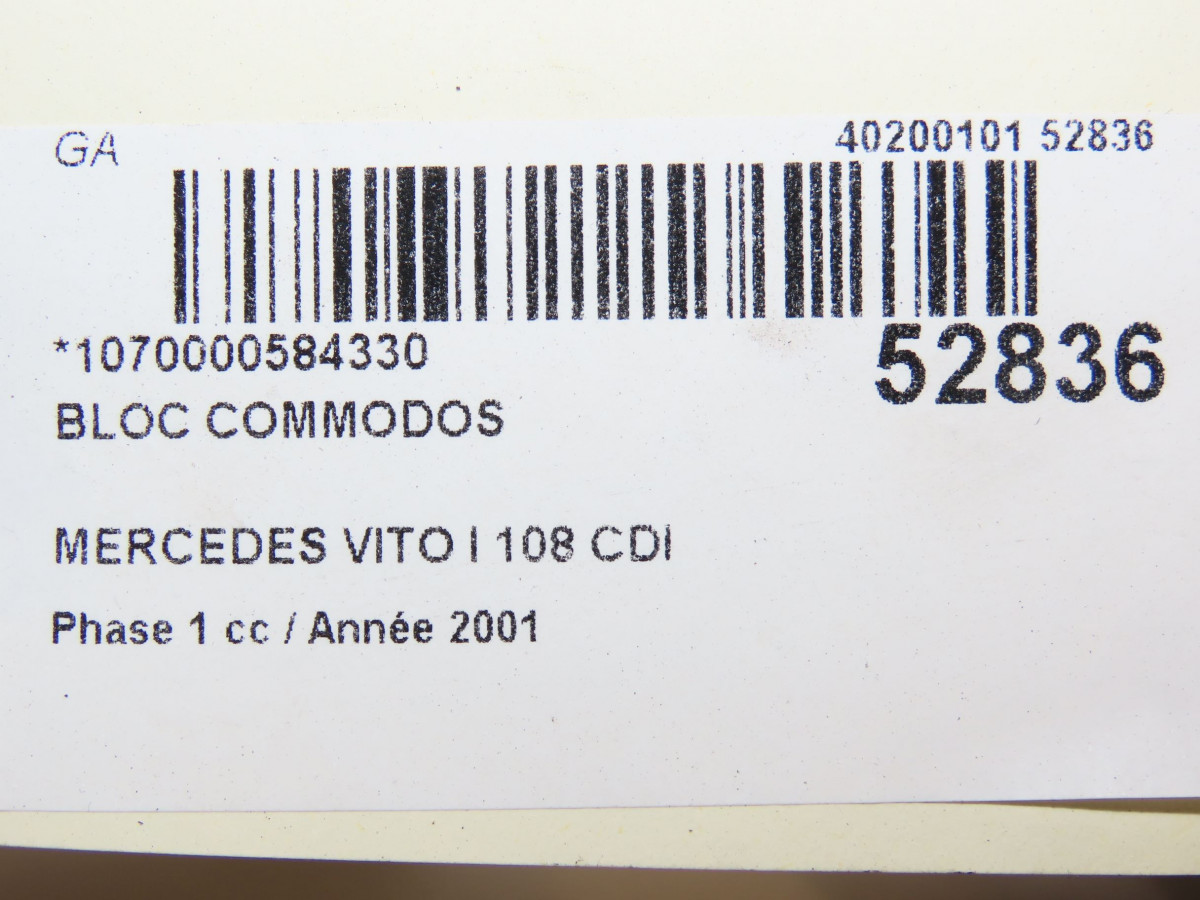 GA
40200101 52836
*1070000584330
52836
BLOC COMMODOS
MERCEDES VITO I 108 CDI
Phase 1 cc / Année 2001